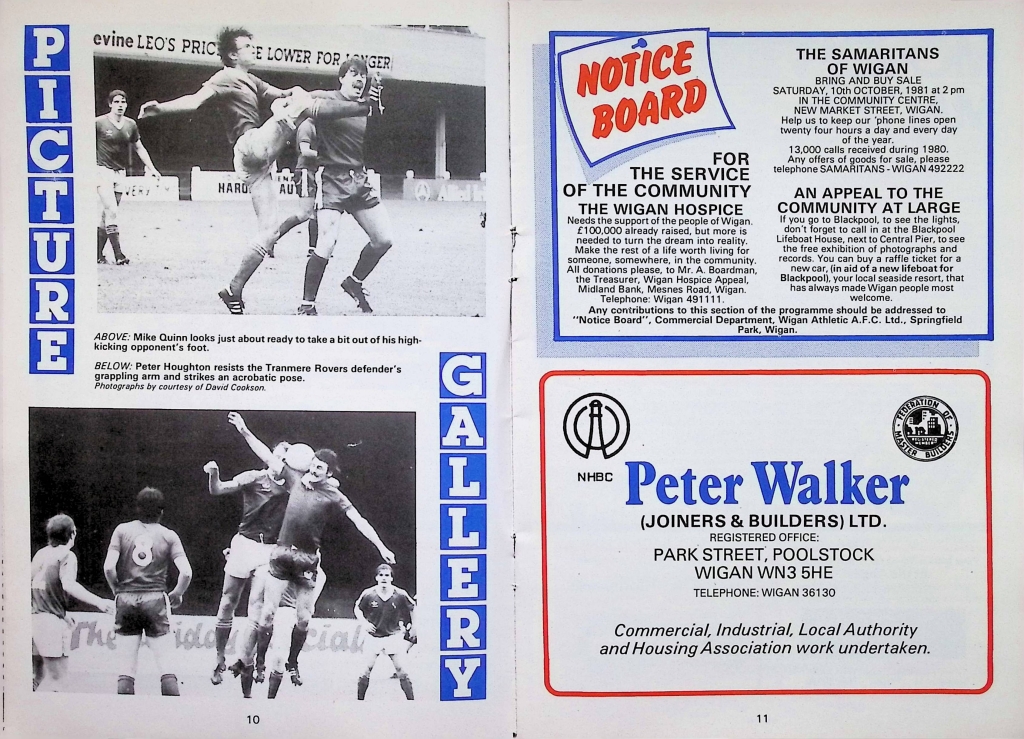 PICTURE
evine LEO'S PRIC E LOWER FOR LONGER
HARD
AU
ABOVE: Mike Quinn looks just about ready to take a bit out of his high-
kicking opponent's foot.
BELOW: Peter Houghton resists the Tranmere Rovers defender's
grappling arm and strikes an acrobatic pose.
Photographs by courtesy of David Cookson.
GALLERY
8
The
10
NOTICE
BOARD
FOR
THE SERVICE
OF THE COMMUNITY
THE WIGAN HOSPICE
Needs the support of the people of Wigan.
£100,000 already raised, but more is
needed to turn the dream into reality.
Make the rest of a life worth living for
someone, somewhere, in the community.
All donations please, to Mr. A. Boardman,
the Treasurer, Wigan Hospice Appeal,
Midland Bank, Mesnes Road, Wigan.
Telephone: Wigan 491111.
THE SAMARITANS
OF WIGAN
BRING AND BUY SALE
SATURDAY, 10th OCTOBER, 1981 at 2 pm
IN THE COMMUNITY CENTRE,
NEW MARKET STREET, WIGAN.
Help us to keep our 'phone lines open
twenty four hours a day and every day
of the year.
13,000 calls received during 1980.
Any offers of goods for sale, please
telephone SAMARITANS - WIGAN 492222
AN APPEAL TO THE
COMMUNITY AT LARGE
If you go to Blackpool, to see the lights,
don't forget to call in at the Blackpool
Lifeboat House, next to Central Pier, to see
the free exhibition of photographs and
records. You can buy a raffle ticket for a
new car, (in aid of a new lifeboat for
Blackpool), your local seaside resort, that
has always made Wigan people most
welcome.
Any contributions to this section of the programme should be addressed to
"Notice Board", Commercial Department, Wigan Athletic A.F.C. Ltd., Springfield
Park, Wigan.
NHBC
FEDERATION OF
MASTER BUILDERS
REGISTERED
MEMBER
Peter Walker
(JOINERS & BUILDERS) LTD.
REGISTERED OFFICE:
PARK STREET, POOLSTOCK
WIGAN WN3 5HE
TELEPHONE: WIGAN 36130
Commercial, Industrial, Local Authority
and Housing Association work undertaken.
11